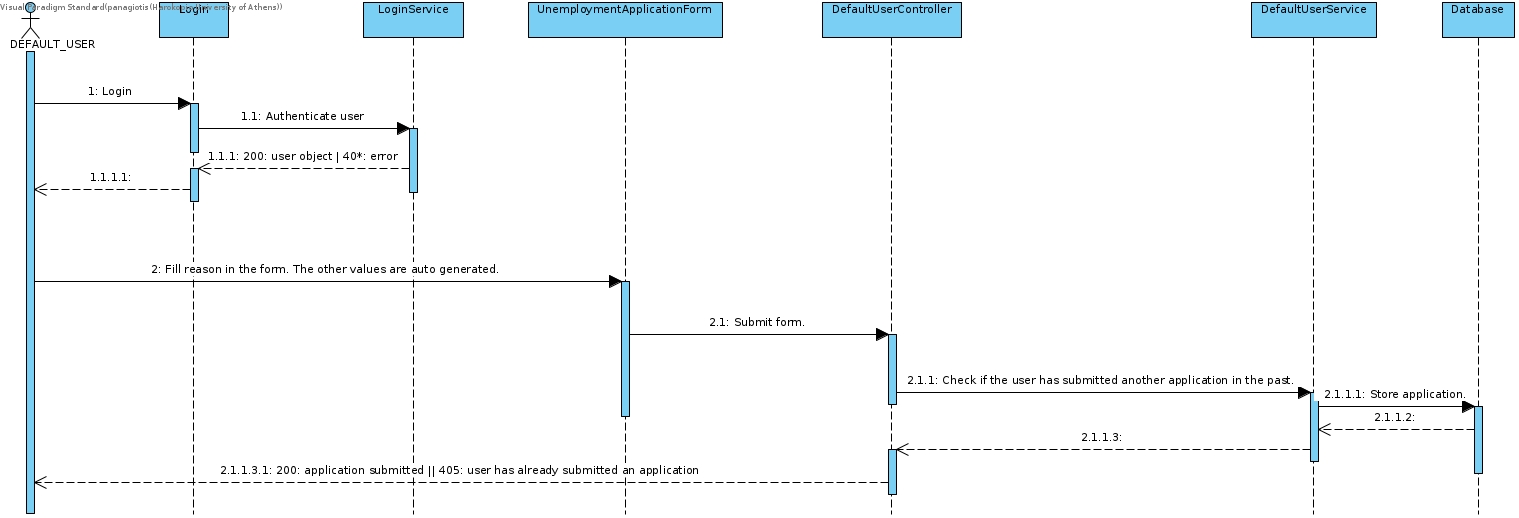 Visual Paradigm Standard(panagiotis(Harokopio University of Athens))
DEFAULT_USER
Login
LoginService
UnemploymentApplicationForm
DefaultUserController
DefaultUserService
Database
1: Login
1.1: Authenticate user
1.1.1: 200: user object | 40*: error
1.1.1.1:
2: Fill reason in the form. The other values are auto generated.
2.1: Submit form.
2.1.1: Check if the user has submitted another application in the past.
2.1.1.1: Store application.
2.1.1.2:
2.1.1.3:
2.1.1.3.1: 200: application submitted || 405: user has already submitted an application